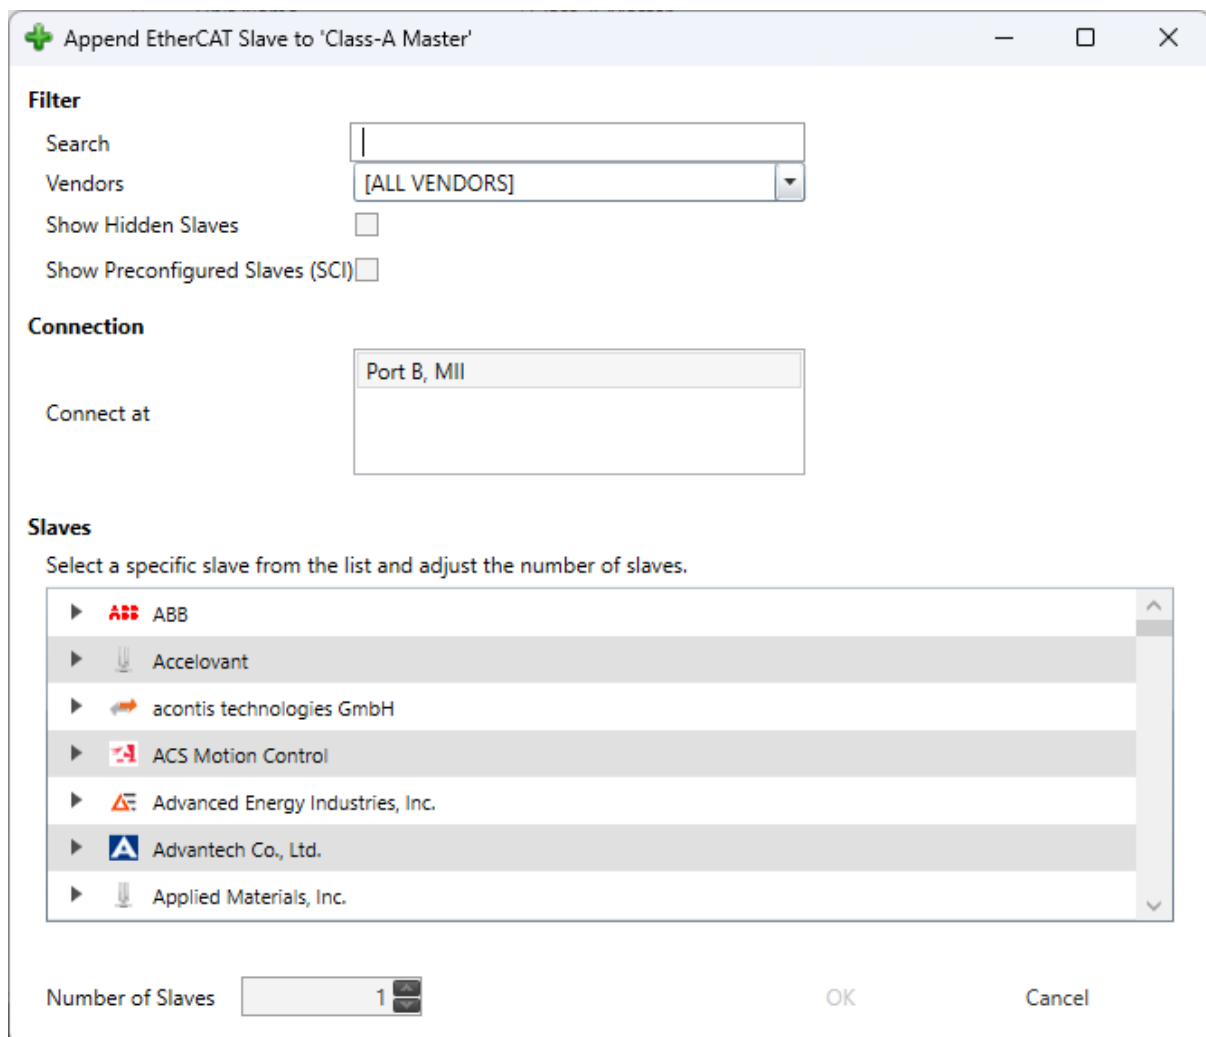 Append EtherCAT Slave to 'Class-A Master'
Filter
Search
Vendors [ALL VENDORS]
Show Hidden Slaves
Show Preconfigured Slaves (SCI)
Connection
Port B, MII
Connect at
Slaves
Select a specific slave from the list and adjust the number of slaves.
ABB ABB
Accelovant
acontis technologies GmbH
ACS Motion Control
Advanced Energy Industries, Inc.
Advantech Co., Ltd.
Applied Materials, Inc.
Number of Slaves 1 OK Cancel